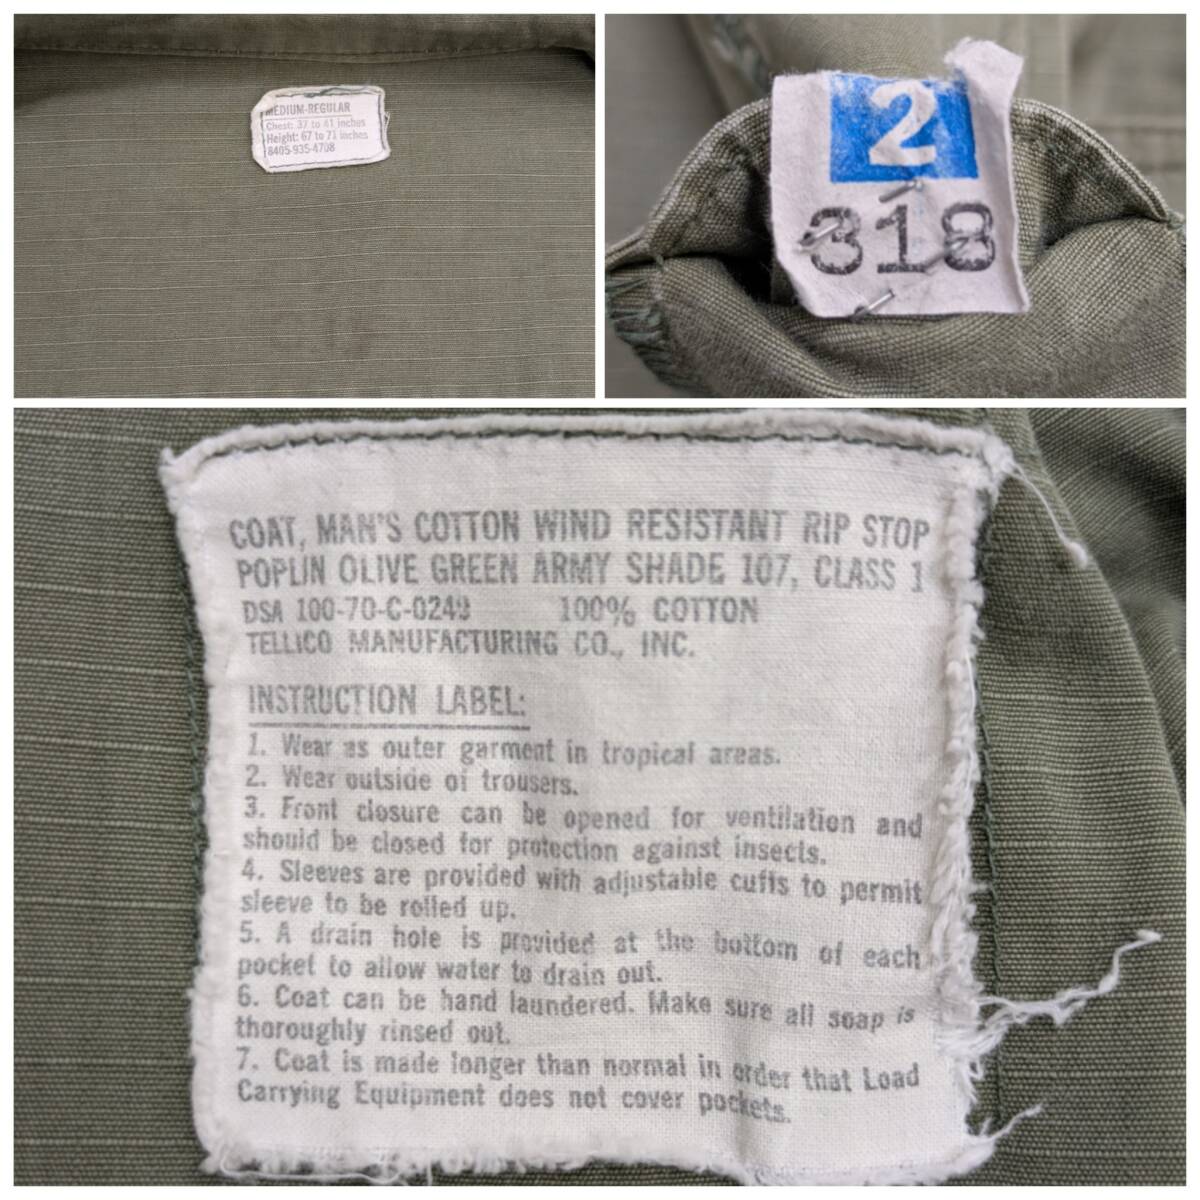 MEDIUM-REGULAR
Chest: 37 to 41 inches
Height: 67 to 71 inches
8405-935-4708
2
318
COAT, MAN'S COTTON WIND RESISTANT RIP STOP
POPLIN OLIVE GREEN ARMY SHADE 107, CLASS 1
DSA 100-70-C-0249 100% COTTON
TELLICO MANUFACTURING CO., INC.
INSTRUCTION LABEL:
1. Wear as outer garment in tropical areas.
2. Wear outside of trousers.
3. Front closure can be opened for ventilation and
should be closed for protection against insects.
4. Sleeves are provided with adjustable cuffs to permit
sleeve to be rolled up.
5. A drain hole is provided at the bottom of each
pocket to allow water to drain out.
6. Coat can be hand laundered. Make sure all soap is
thoroughly rinsed out.
7. Coat is made longer than normal in order that Load
Carrying Equipment does not cover pockets.